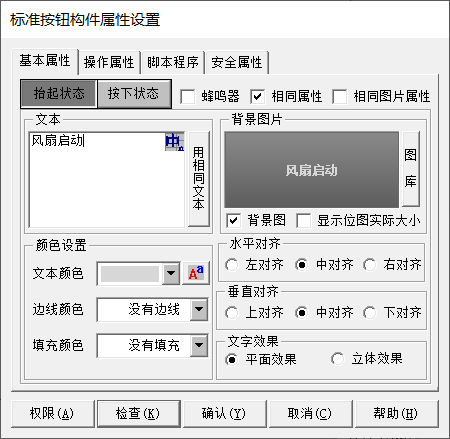 标准按钮构件属性设置
基本属性 操作属性 脚本程序 安全属性
抬起状态 按下状态 蜂鸣器 相同属性 相同图片属性
文本
风扇启动
中
用相同文本
背景图片
风扇启动
图库
背景图 显示位图实际大小
颜色设置
文本颜色 Aa
边线颜色 没有边线
填充颜色 没有填充
水平对齐
左对齐 中对齐 右对齐
垂直对齐
上对齐 中对齐 下对齐
文字效果
平面效果 立体效果
权限(A) 检查(K) 确认(Y) 取消(C) 帮助(H)